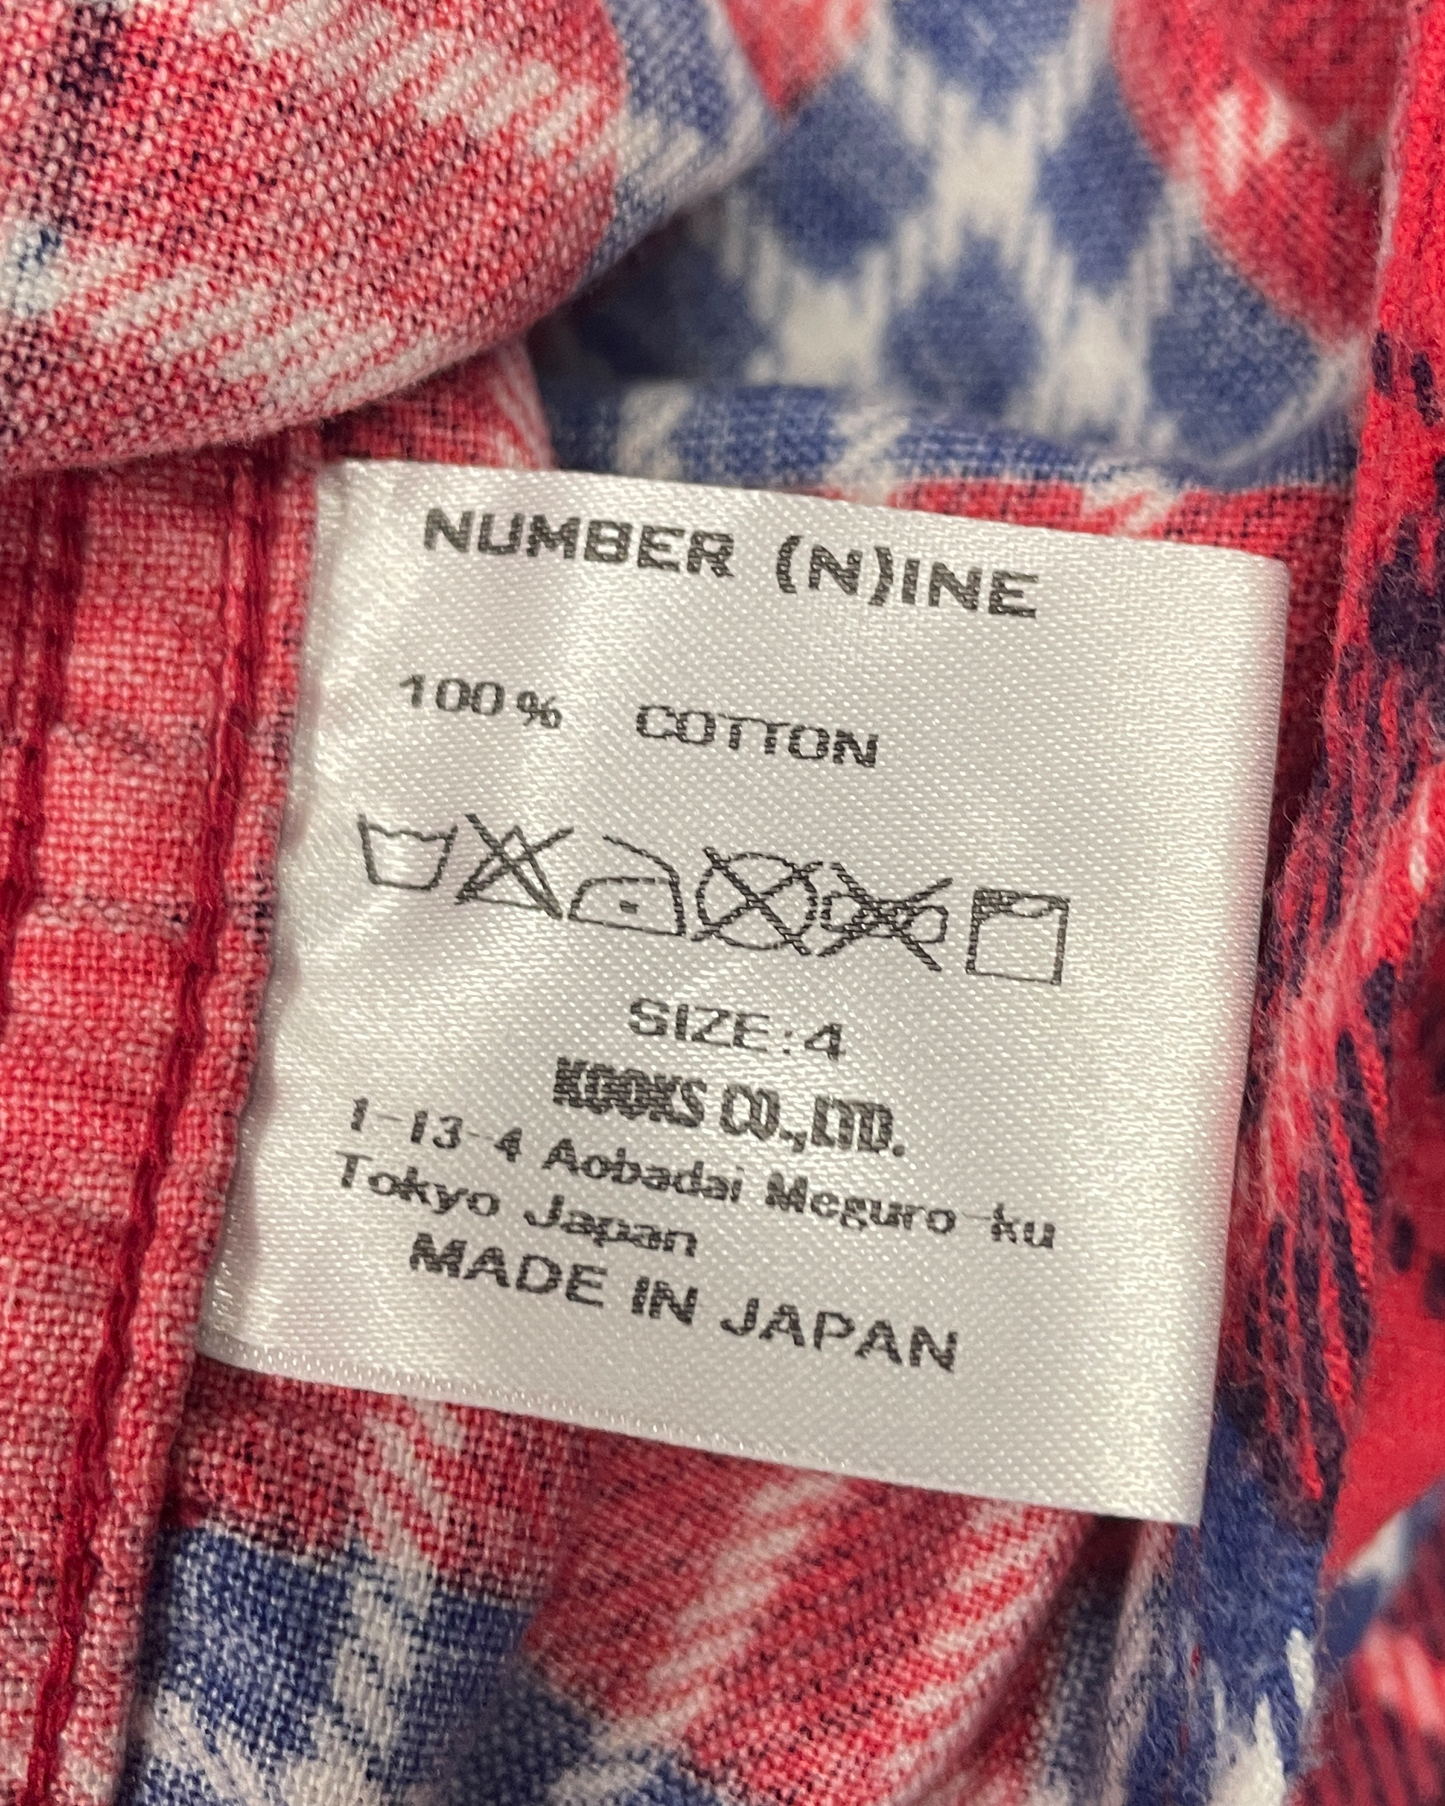 NUMBER (N)INE
100% COTTON
SIZE:4
KOOKS CO.,LTD.
1-13-4 Aobadai Meguro-ku
Tokyo Japan
MADE IN JAPAN